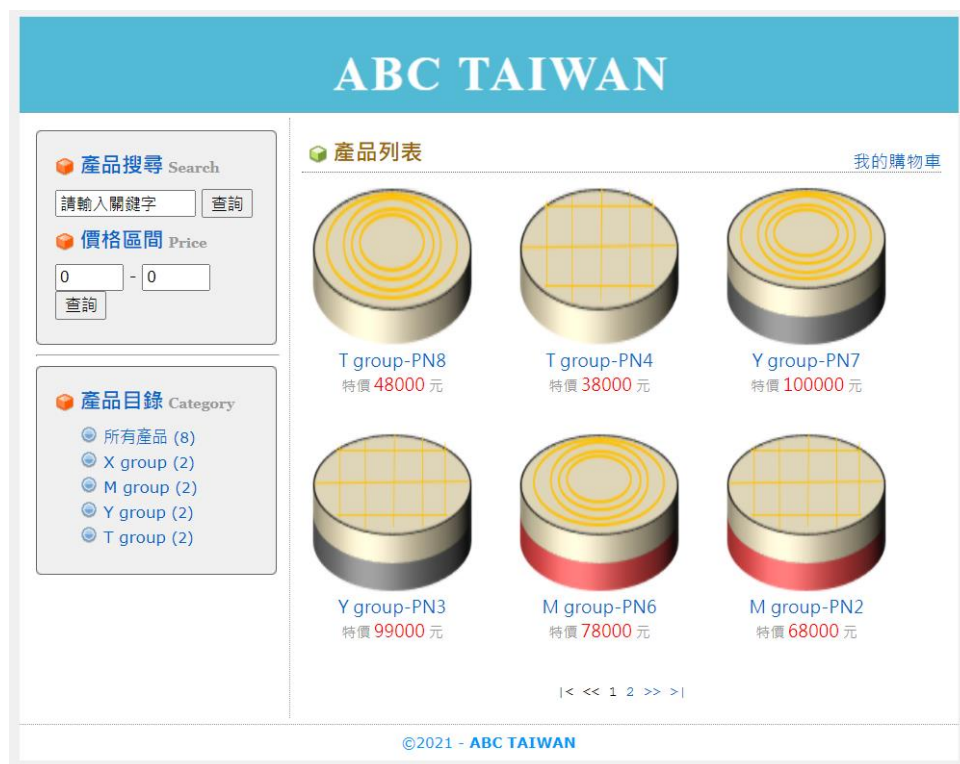 ABC TAIWAN
產品搜尋 Search
請輸入關鍵字 查詢
價格區間 Price
0 - 0
查詢
產品目錄 Category
所有產品 (8)
X group (2)
M group (2)
Y group (2)
T group (2)
產品列表
我的購物車
T group-PN8 T group-PN4 Y group-PN7
特價 48000 元 特價 38000 元 特價 100000 元
Y group-PN3 M group-PN6 M group-PN2
特價 99000 元 特價 78000 元 特價 68000 元
|< << 1 2 >> >|
©2021 - ABC TAIWAN